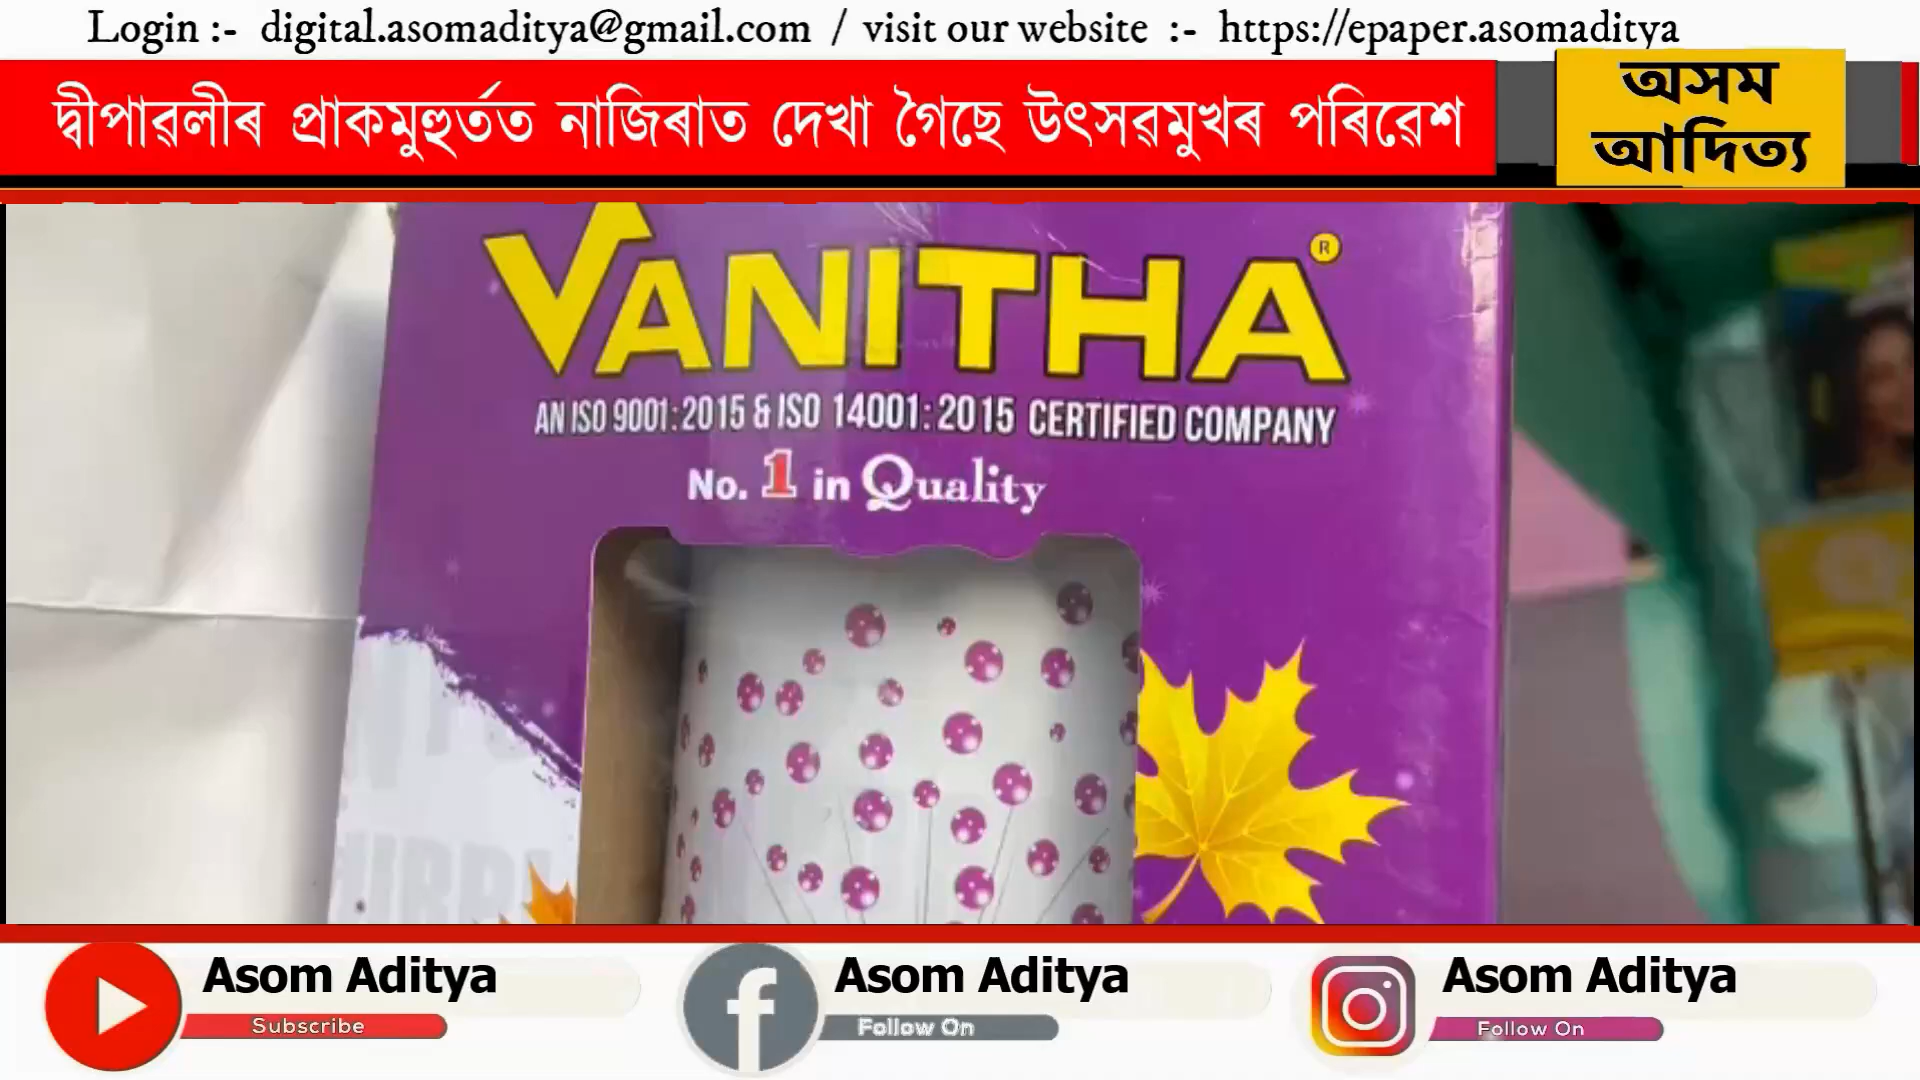 Login :- digital.asomaditya@gmail.com / visit our website :- https://epaper.asomaditya
দ্বীপাৱলীৰ প্ৰাকমুহুৰ্তত নাজিৰাত দেখা গৈছে উৎসৱমুখৰ পৰিৱেশ
অসম
আদিত্য
VANITHA®
AN ISO 9001:2015 & ISO 14001:2015 CERTIFIED COMPANY
No. 1 in Quality
Asom Aditya
Subscribe
Asom Aditya
Follow On
Asom Aditya
Follow On